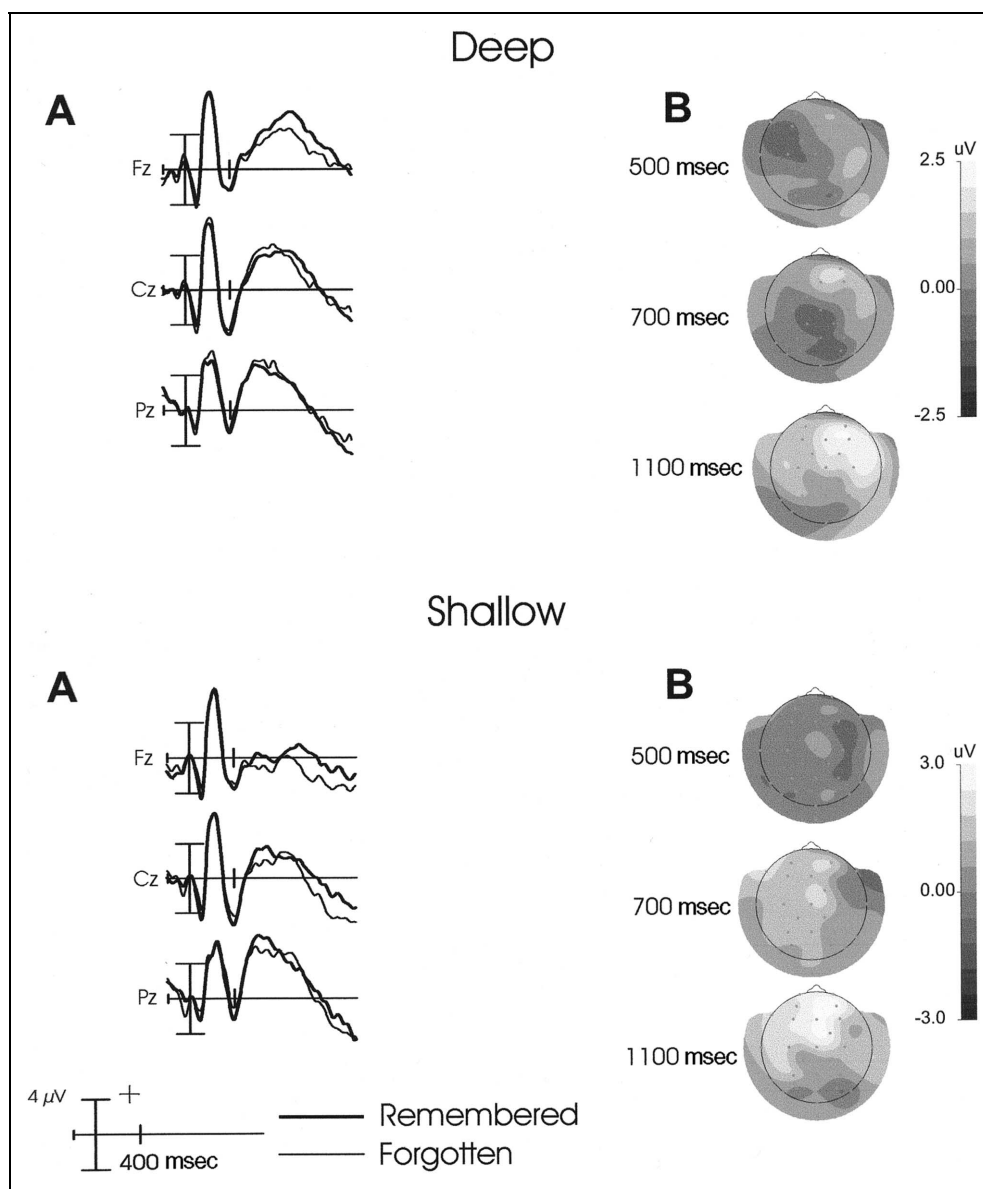 Deep
A
B
Fz
Cz
Pz
500 msec
700 msec
1100 msec
uV
2.5
0.00
-2.5
Shallow
A
B
Fz
Cz
Pz
500 msec
700 msec
1100 msec
uV
3.0
0.00
-3.0
4 µV
+
400 msec
Remembered
Forgotten